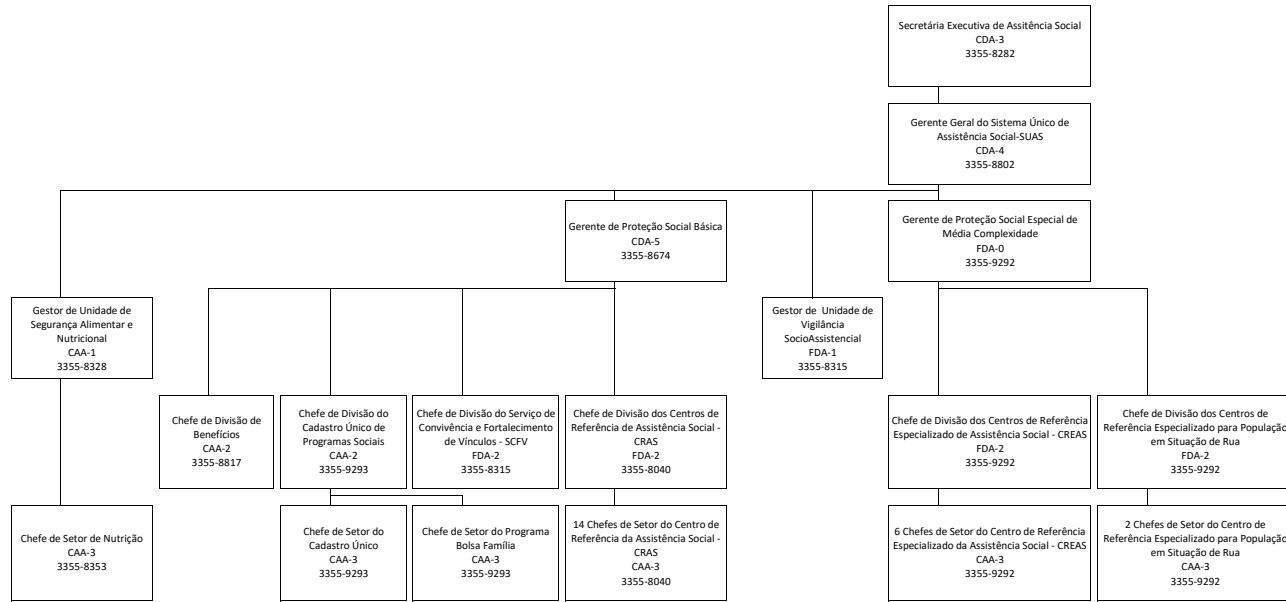 Secretária Executiva de Assitência Social
CDA-3
3355-8282
Gerente Geral do Sistema Único de
Assistência Social-SUAS
CDA-4
3355-8802
Gerente de Proteção Social Básica
CDA-5
3355-8674
Gerente de Proteção Social Especial de
Média Complexidade
FDA-0
3355-9292
Gestor de Unidade de
Segurança Alimentar e
Nutricional
CAA-1
3355-8328
Gestor de Unidade de
Vigilância
SocioAssistencial
FDA-1
3355-8315
Chefe de Divisão de
Benefícios
CAA-2
3355-8817
Chefe de Divisão do
Cadastro Único de
Programas Sociais
CAA-2
3355-9293
Chefe de Divisão do Serviço de
Convivência e Fortalecimento
de Vínculos - SCFV
FDA-2
3355-8315
Chefe de Divisão dos Centros de
Referência de Assistência Social -
CRAS
FDA-2
3355-8040
Chefe de Divisão dos Centros de Referência
Especializado de Assistência Social - CREAS
FDA-2
3355-9292
Chefe de Divisão dos Centros de
Referência Especializado para População
em Situação de Rua
FDA-2
3355-9292
Chefe de Setor de Nutrição
CAA-3
3355-8353
Chefe de Setor do
Cadastro Único
CAA-3
3355-9293
Chefe de Setor do Programa
Bolsa Família
CAA-3
3355-9293
14 Chefes de Setor do Centro de
Referência da Assistência Social -
CRAS
CAA-3
3355-8040
6 Chefes de Setor do Centro de Referência
Especializado da Assistência Social - CREAS
CAA-3
3355-9292
2 Chefes de Setor do Centro de
Referência Especializado para População
em Situação de Rua
CAA-3
3355-9292